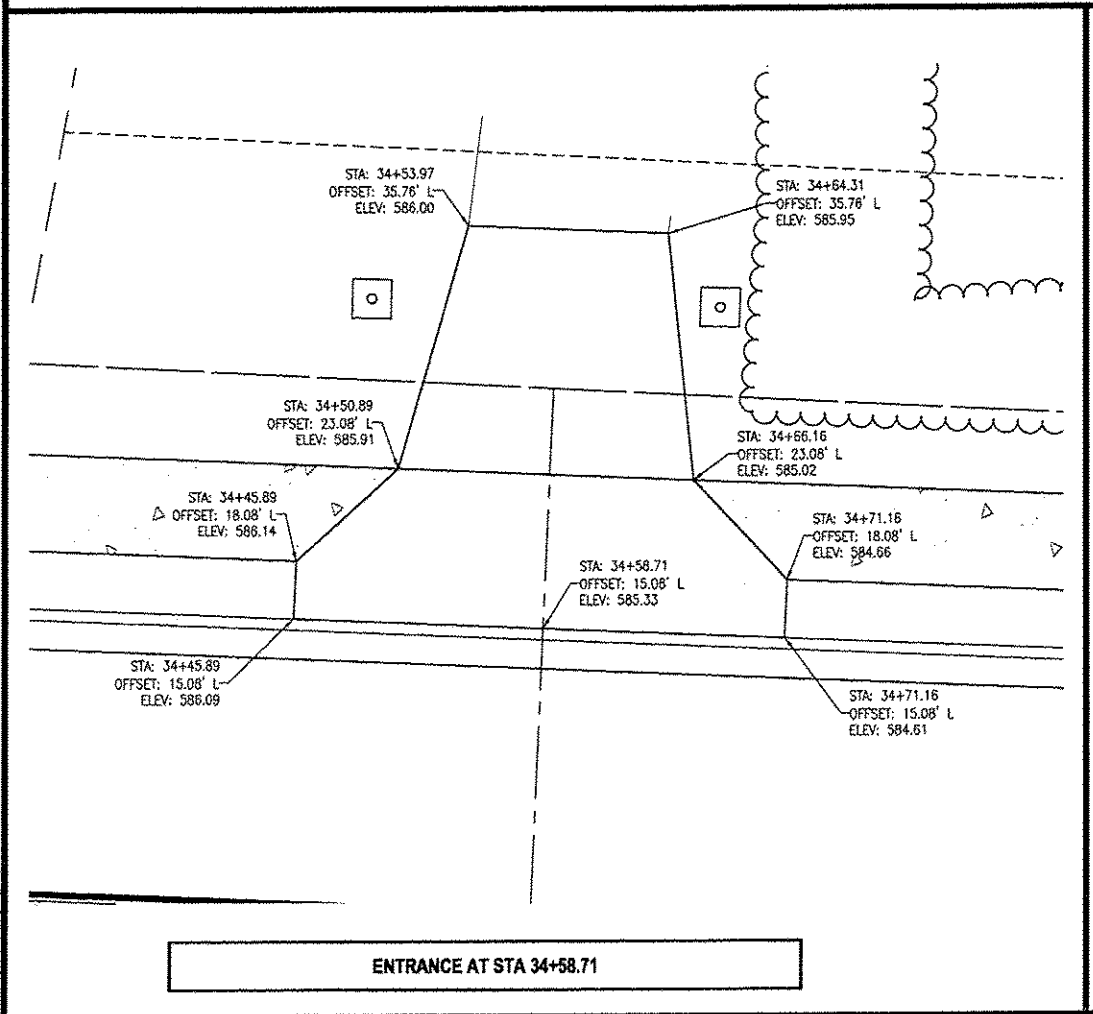 STA: 34+53.97
OFFSET: 35.76' L
ELEV: 586.00
STA: 34+64.31
OFFSET: 35.76' L
ELEV: 585.95
STA: 34+50.89
OFFSET: 23.08' L
ELEV: 585.91
STA: 34+66.16
OFFSET: 23.08' L
ELEV: 585.02
STA: 34+45.89
OFFSET: 18.08' L
ELEV: 586.14
STA: 34+71.16
OFFSET: 18.08' L
ELEV: 584.66
STA: 34+58.71
OFFSET: 15.08' L
ELEV: 585.33
STA: 34+45.89
OFFSET: 15.08' L
ELEV: 586.09
STA: 34+71.16
OFFSET: 15.08' L
ELEV: 584.61
ENTRANCE AT STA 34+58.71